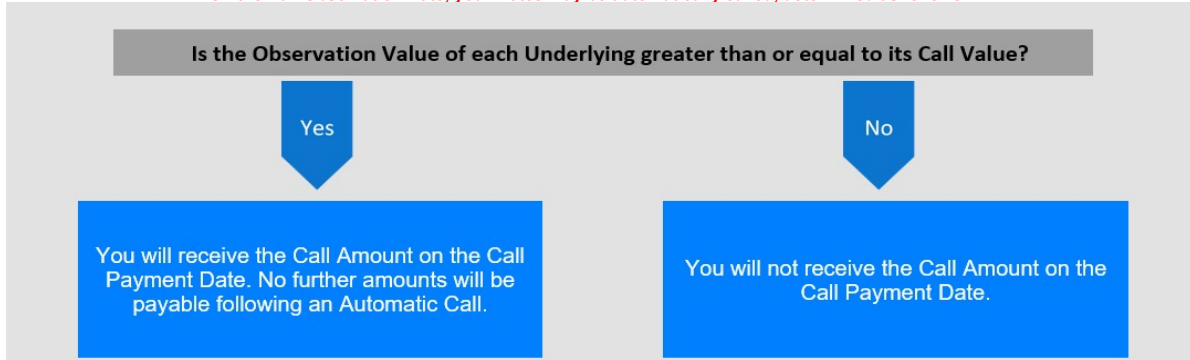 Is the Observation Value of each Underlying greater than or equal to its Call Value?
Yes
No
You will receive the Call Amount on the Call
Payment Date. No further amounts will be
payable following an Automatic Call.
You will not receive the Call Amount on the
Call Payment Date.